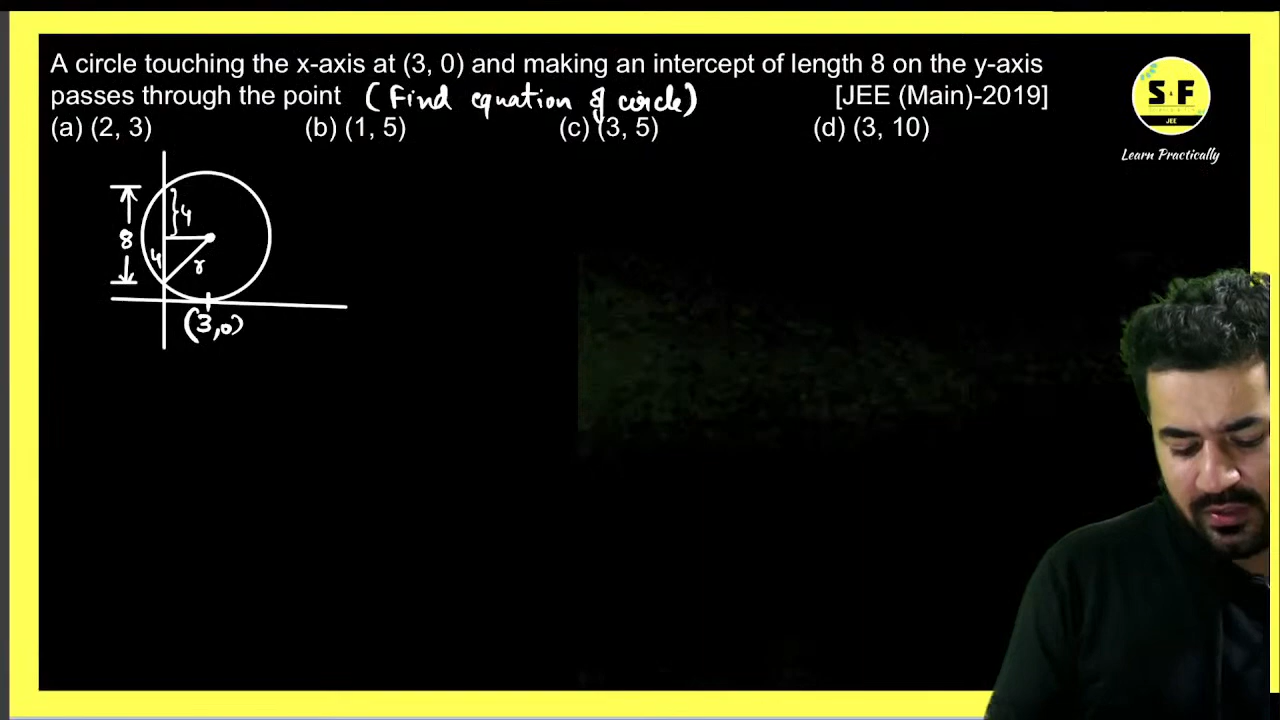 A circle touching the x-axis at (3, 0) and making an intercept of length 8 on the y-axis
passes through the point (Find equation of circle) [JEE (Main)-2019]
(a) (2, 3) (b) (1, 5) (c) (3, 5) (d) (3, 10)
S F
JEE
Learn Practically
4
8
4 r
(3,0)